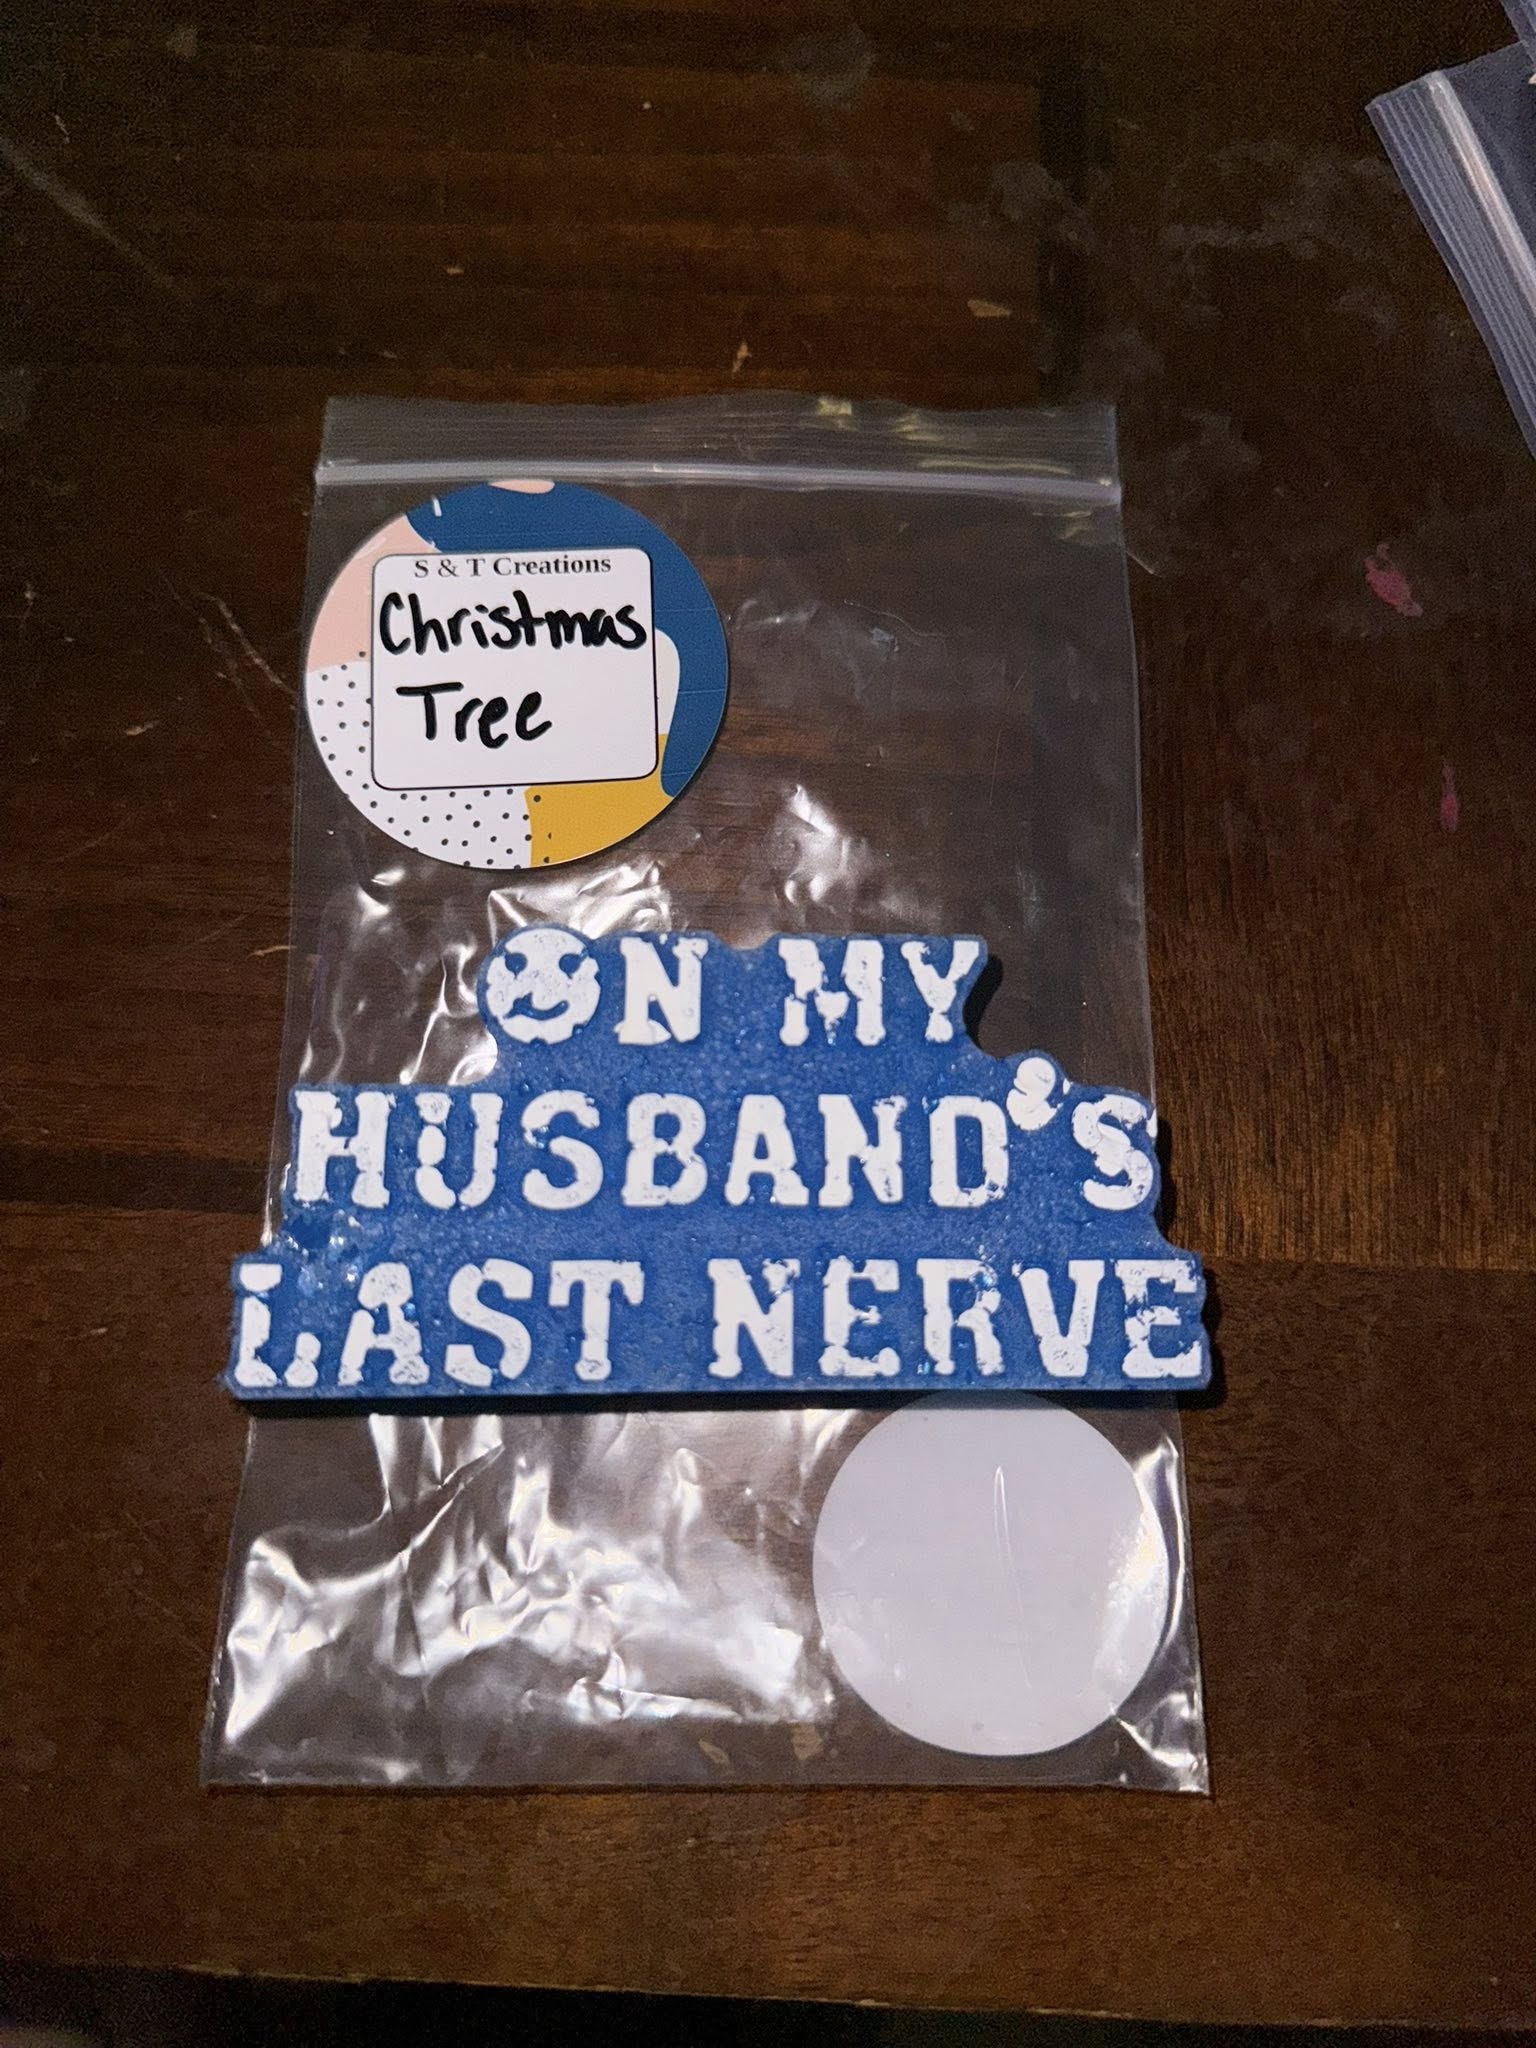 S & T Creations
Christmas
Tree
ON MY
HUSBAND'S
LAST NERVE